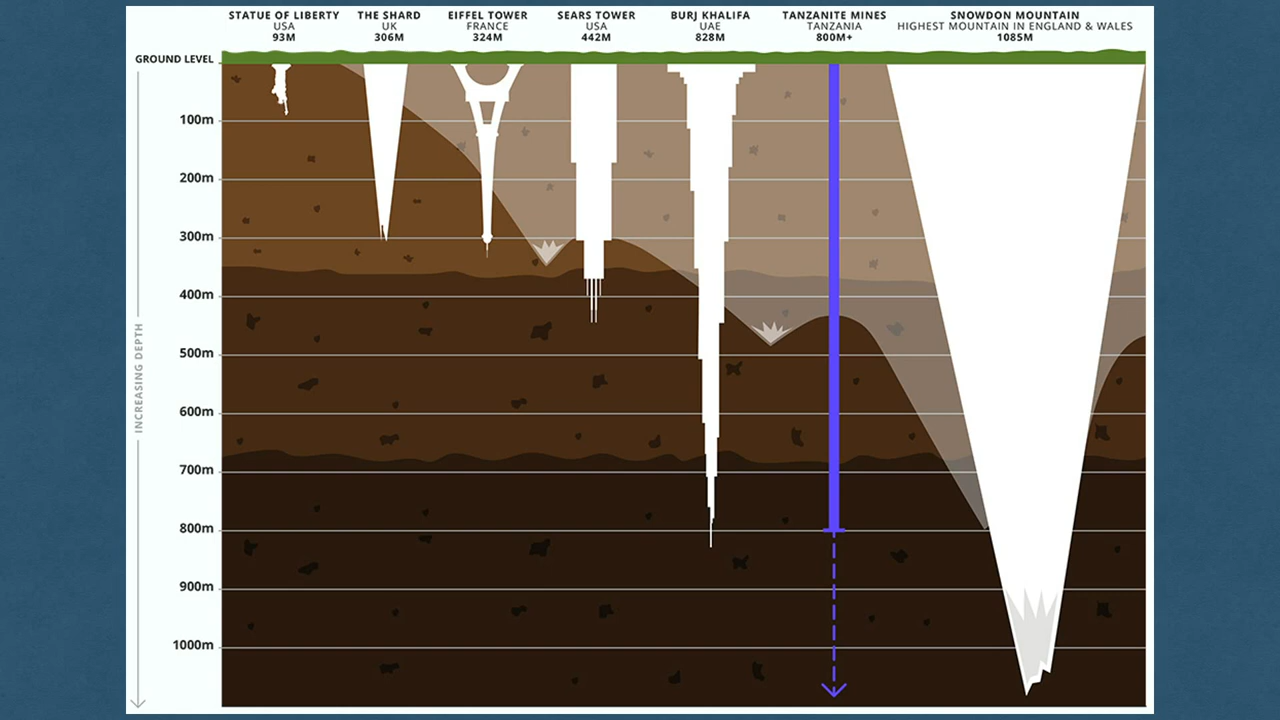 STATUE OF LIBERTY
USA
93M
THE SHARD
UK
306M
EIFFEL TOWER
FRANCE
324M
SEARS TOWER
USA
442M
BURJ KHALIFA
UAE
828M
TANZANITE MINES
TANZANIA
800M+
SNOWDON MOUNTAIN
HIGHEST MOUNTAIN IN ENGLAND & WALES
1085M
GROUND LEVEL
100m
200m
300m
400m
500m
600m
700m
800m
900m
1000m
INCREASING DEPTH